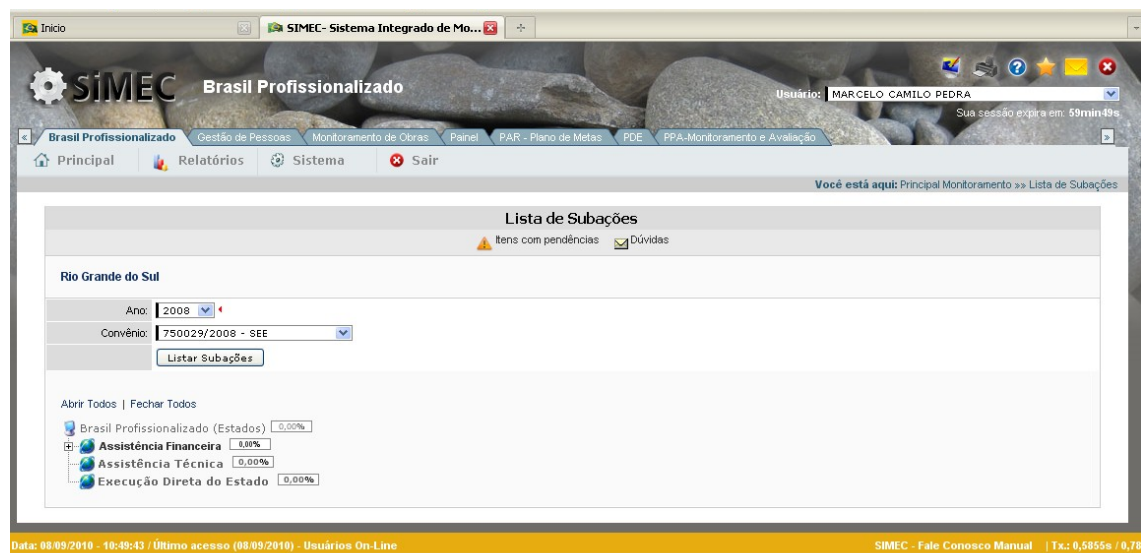 Inicio SIMEC- Sistema Integrado de Mo...
SiMEC Brasil Profissionalizado
Usuário: MARCELO CAMILO PEDRA
Sua sessão expira em: 59min49s
Brasil Profissionalizado Gestão de Pessoas Monitoramento de Obras Painel PAR - Plano de Metas PDE PPA-Monitoramento e Avaliação
Principal Relatórios Sistema Sair
Você está aqui: Principal Monitoramento »» Lista de Subações
Lista de Subações
Itens com pendências Dúvidas
Rio Grande do Sul
Ano: 2008
Convênio: 750029/2008 - SEE
Listar Subações
Abrir Todos | Fechar Todos
Brasil Profissionalizado (Estados) 0,00%
Assistência Financeira 0,00%
Assistência Técnica 0,00%
Execução Direta do Estado 0,00%
Data: 08/09/2010 - 10:49:43 / Último acesso (08/09/2010) - Usuários On-Line SIMEC - Fale Conosco Manual | Tx.: 0,5855s / 0,78